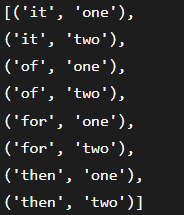 [('it', 'one'),
('it', 'two'),
('of', 'one'),
('of', 'two'),
('for', 'one'),
('for', 'two'),
('then', 'one'),
('then', 'two')]